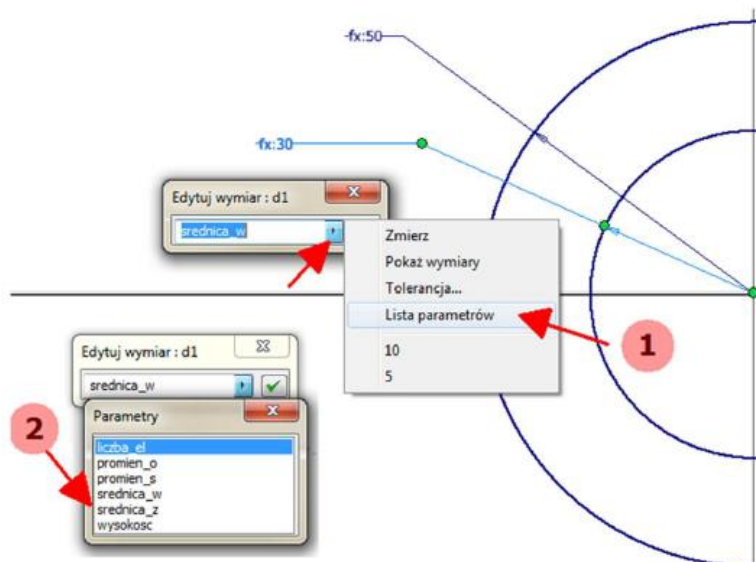 fx:50
fx:30
Edytuj wymiar : d1
srednica_w
Zmierz
Pokaż wymiary
Tolerancja...
Lista parametrów
10
5
1
Edytuj wymiar : d1
srednica_w
Parametry
liczba_el
promien_o
promien_s
srednica_w
srednica_z
wysokosc
2